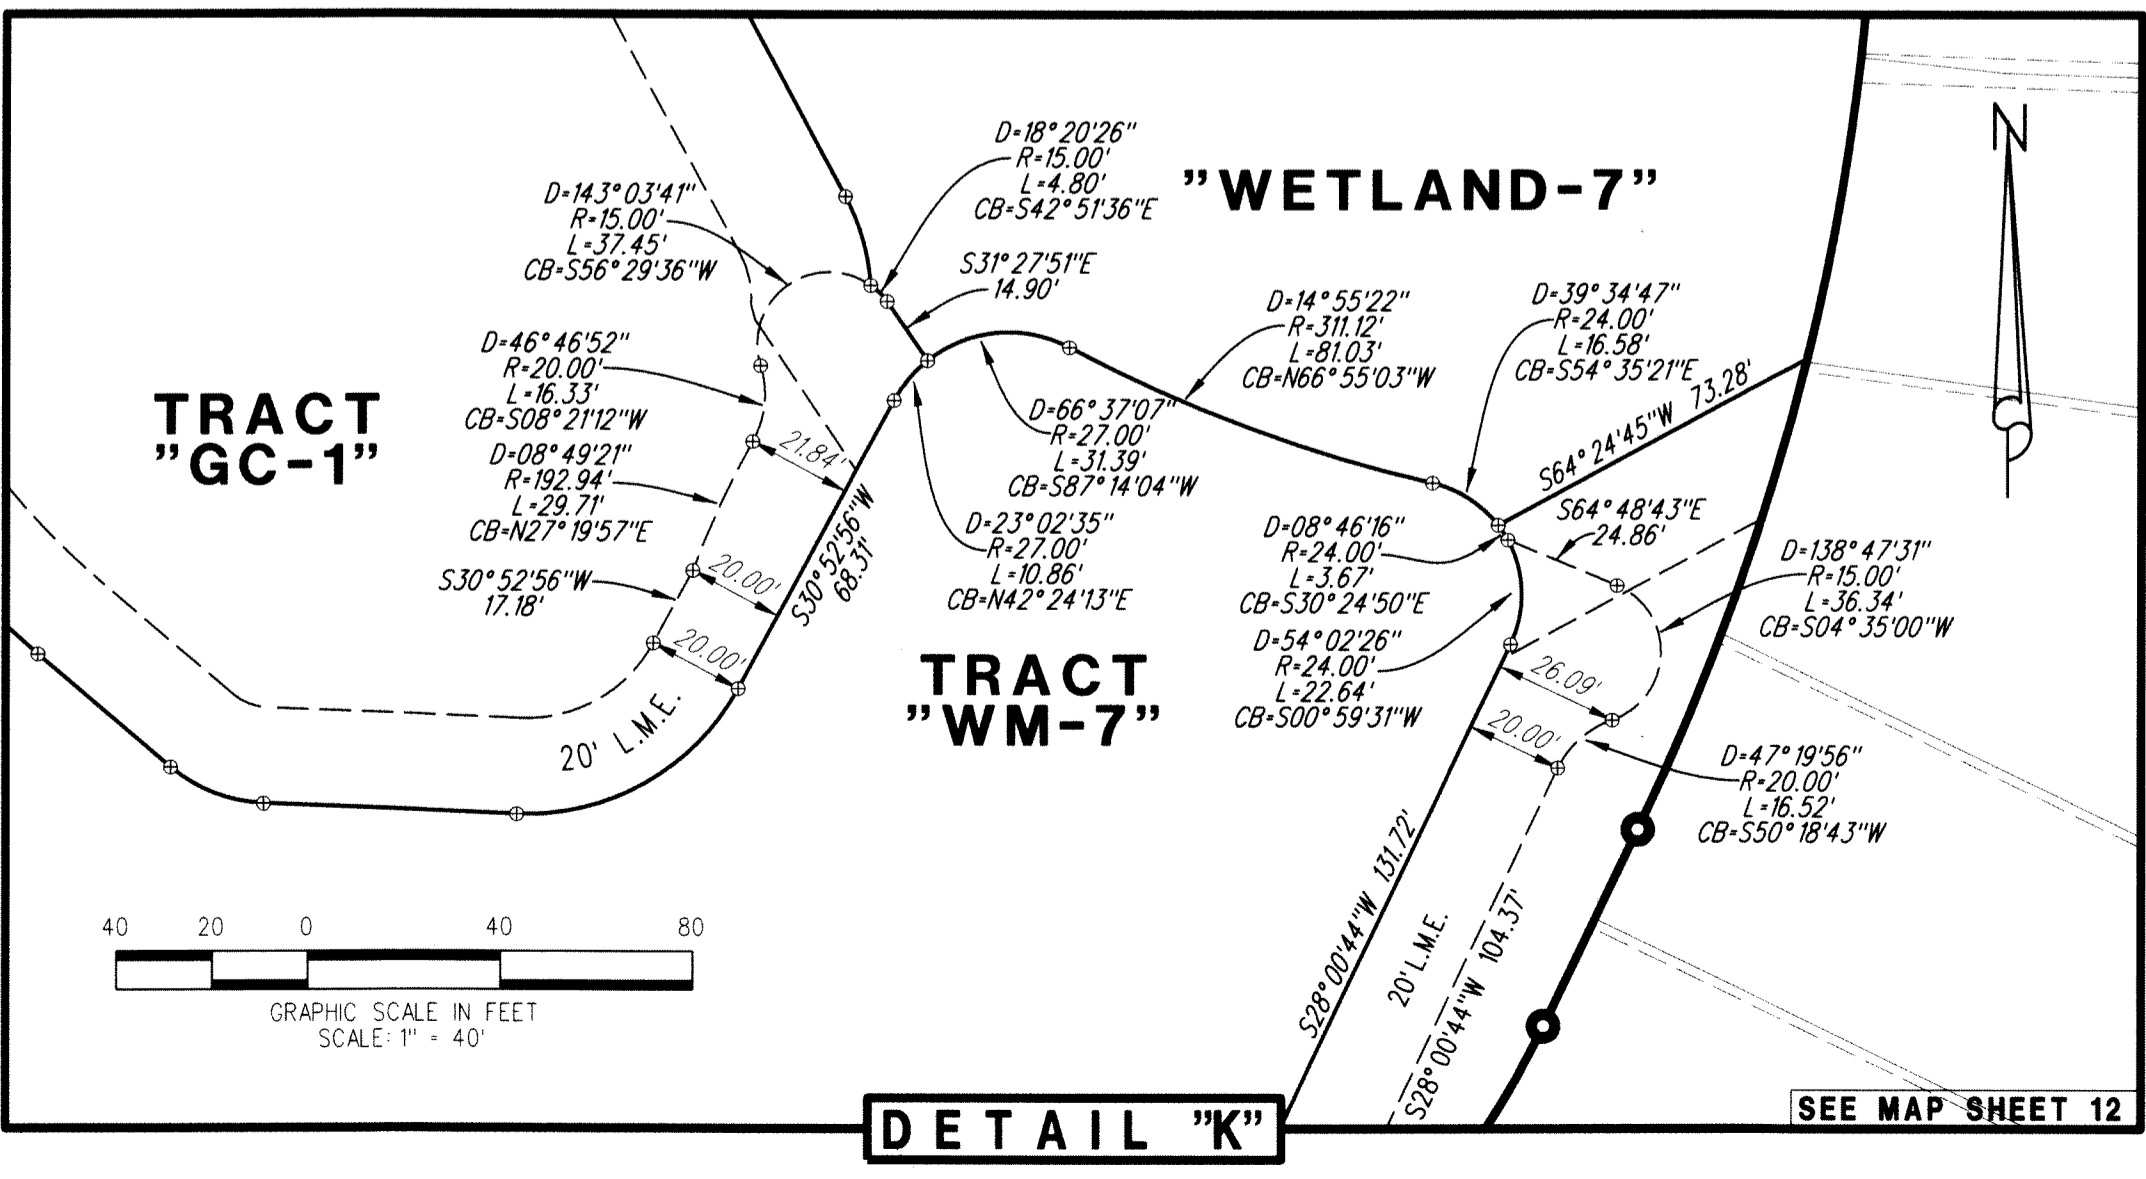 D=18°20'26"
R=15.00'
L=4.80'
CB=S42°51'36"E
"WETLAND-7"
N
D=143°03'41"
R=15.00'
L=37.45'
CB=S56°29'36"W
S31°27'51"E
14.90'
D=14°55'22"
R=311.12'
L=81.03'
CB=N66°55'03"W
D=39°34'47"
R=24.00'
L=16.58'
CB=S54°35'21"E
S64°24'45"W 73.28'
D=46°46'52"
R=20.00'
L=16.33'
CB=S08°21'12"W
TRACT
"GC-1"
D=08°49'21"
R=192.94'
L=29.71'
CB=N27°19'57"E
21.84'
D=66°37'07"
R=27.00'
L=31.39'
CB=S87°14'04"W
D=23°02'35"
R=27.00'
L=10.86'
CB=N42°24'13"E
S30°52'56"W
68.31'
S30°52'56"W
17.18'
20.00'
20.00'
20' L.M.E.
D=08°46'16"
R=24.00'
L=3.67'
CB=S30°24'50"E
S64°48'43"E
24.86'
D=138°47'31"
R=15.00'
L=36.34'
CB=S04°35'00"W
D=54°02'26"
R=24.00'
L=22.64'
CB=S00°59'31"W
26.09'
20.00'
TRACT
"WM-7"
D=47°19'56"
R=20.00'
L=16.52'
CB=S50°18'43"W
S28°00'44"W 131.72'
20' L.M.E.
S28°00'44"W 104.37'
40 20 0 40 80
GRAPHIC SCALE IN FEET
SCALE: 1" = 40'
SEE MAP SHEET 12
DETAIL "K"